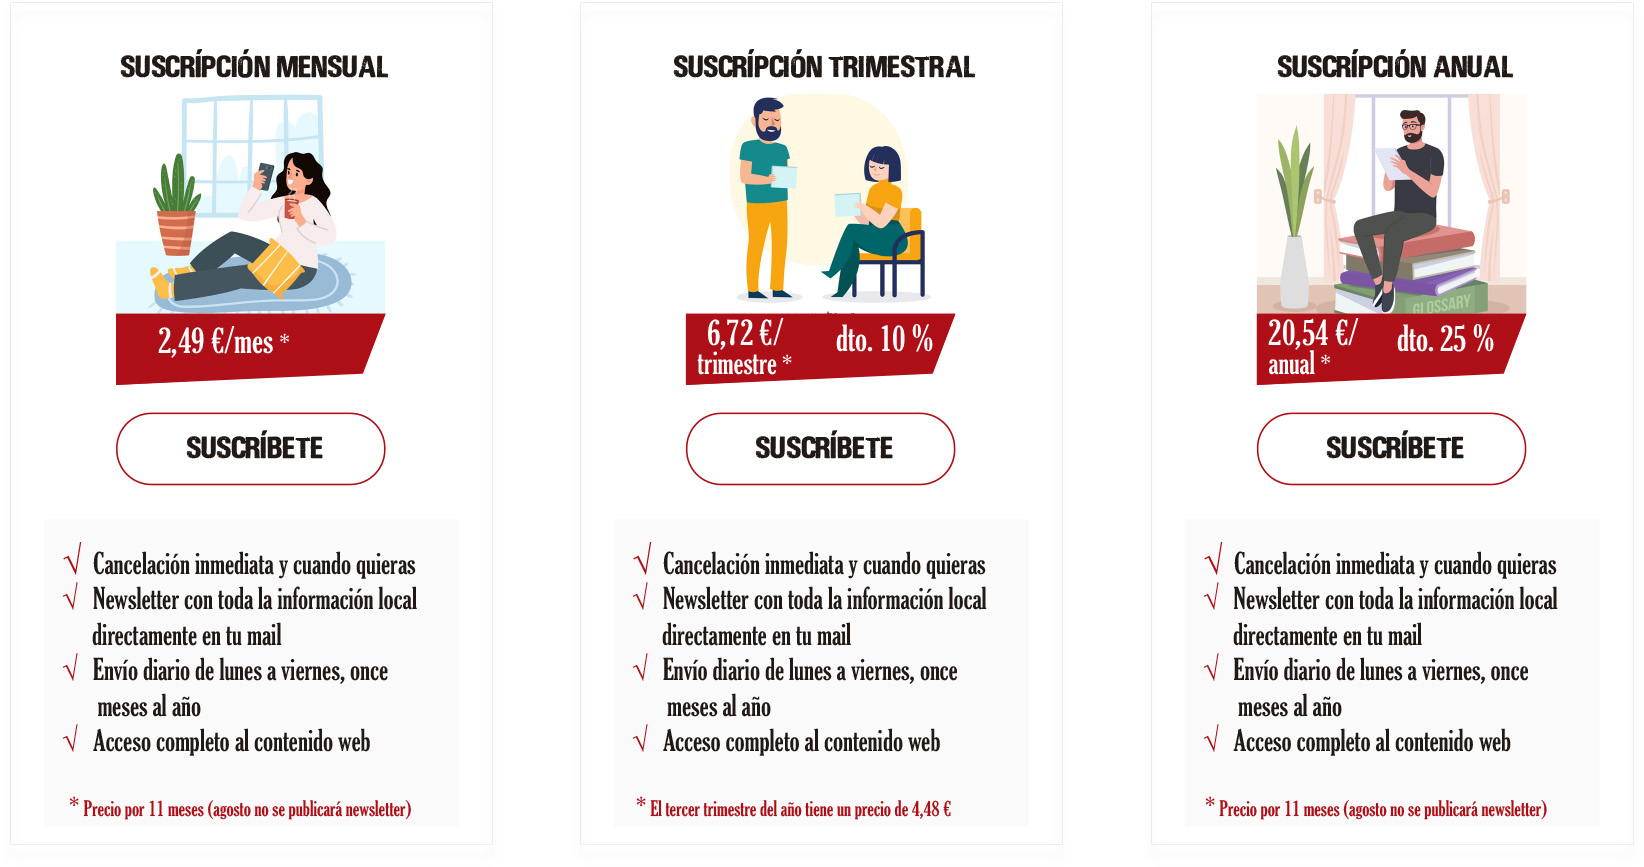 SUSCRÍPCIÓN MENSUAL
2,49 €/mes *
SUSCRÍBETE
√ Cancelación inmediata y cuando quieras
√ Newsletter con toda la información local
directamente en tu mail
√ Envío diario de lunes a viernes, once
meses al año
√ Acceso completo al contenido web
* Precio por 11 meses (agosto no se publicará newsletter)
SUSCRÍPCIÓN TRIMESTRAL
6,72 €/
trimestre *
dto. 10 %
SUSCRÍBETE
√ Cancelación inmediata y cuando quieras
√ Newsletter con toda la información local
directamente en tu mail
√ Envío diario de lunes a viernes, once
meses al año
√ Acceso completo al contenido web
* El tercer trimestre del año tiene un precio de 4,48 €
SUSCRÍPCIÓN ANUAL
GLOSSARY
20,54 €/
anual *
dto. 25 %
SUSCRÍBETE
√ Cancelación inmediata y cuando quieras
√ Newsletter con toda la información local
directamente en tu mail
√ Envío diario de lunes a viernes, once
meses al año
√ Acceso completo al contenido web
* Precio por 11 meses (agosto no se publicará newsletter)